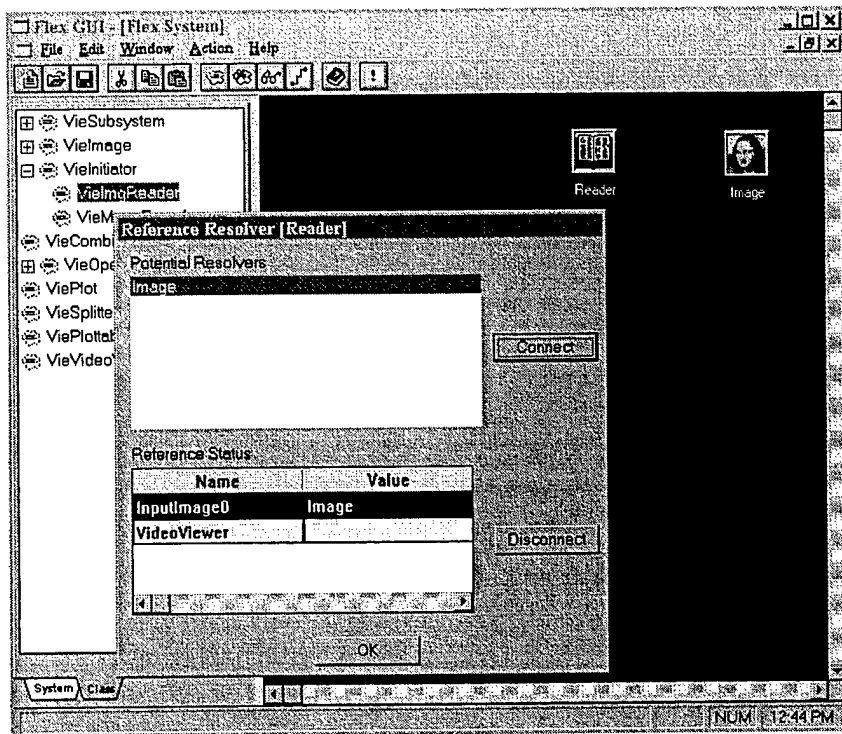 Flex GUI - [Flex System]
File Edit Window Action Help
VieSubsystem
VieImage
VieInitiator
VieImgReader
VieCombi
VieOpe
ViePlot
VieSplitte
ViePlottab
VieVideo
Reader
Image
Reference Resolver [Reader]
Potential Resolvers
Image
Connect
Reference Status
Name Value
InputImage0 Image
VideoViewer
Disconnect
OK
System Class
NUM 12:44 PM